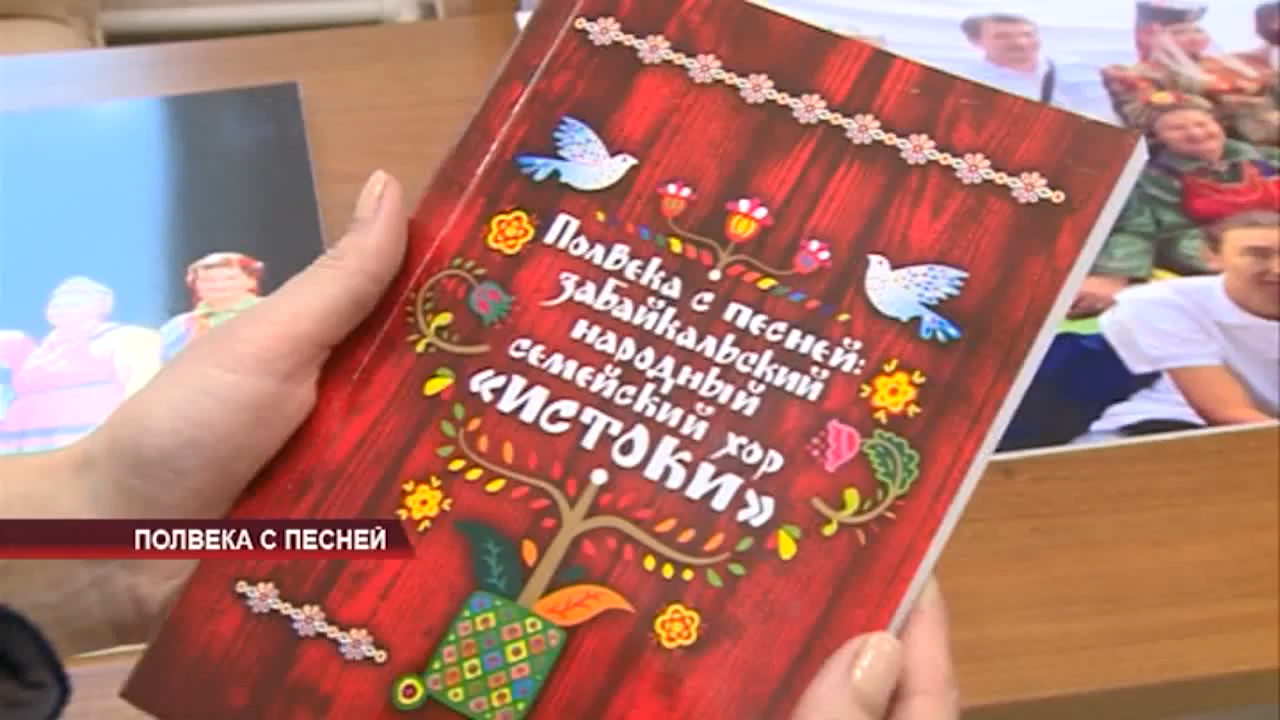 Полвека с песней:
забайкальский
народный
семейский хор
«ИСТОКИ»
ПОЛВЕКА С ПЕСНЕЙ